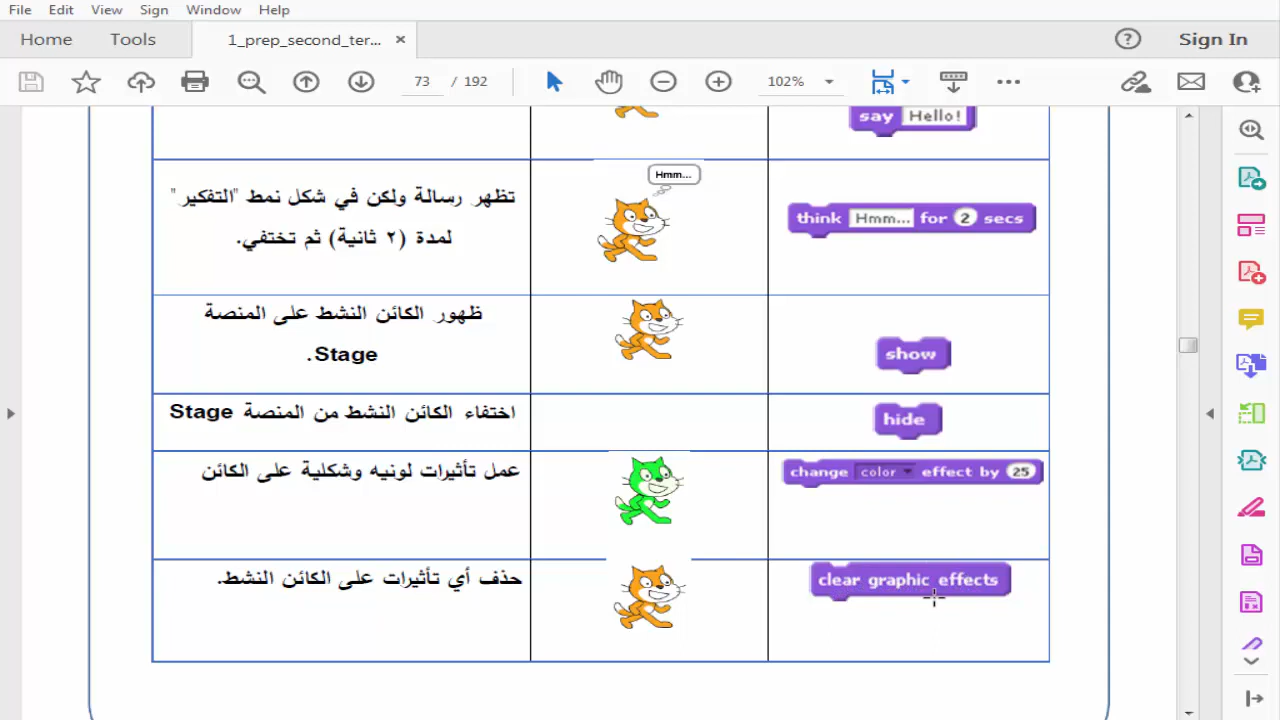 File Edit View Sign Window Help
Home Tools 1_prep_second_ter... × ? Sign In
73 / 192 102%
say Hello!
تظهر رسالة ولكن في شكل نمط "التفكير"
لمدة (٢ ثانية) ثم تختفي.
Hmm...
think Hmm... for 2 secs
ظهور الكائن النشط على المنصة
Stage.
show
اختفاء الكائن النشط من المنصة Stage
hide
عمل تأثيرات لونيه وشكلية على الكائن
change color effect by 25
حذف أي تأثيرات على الكائن النشط.
clear graphic effects